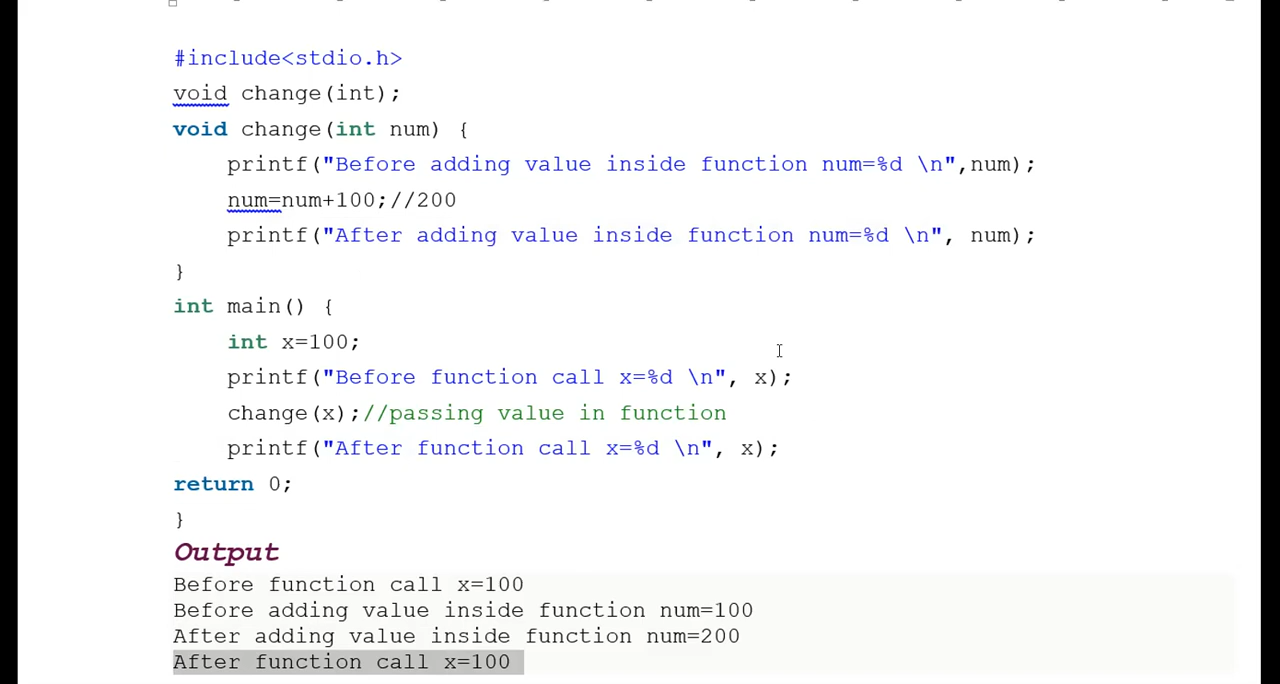 #include<stdio.h>
void change(int);
void change(int num) {
    printf("Before adding value inside function num=%d \n",num);
    num=num+100;//200
    printf("After adding value inside function num=%d \n", num);
}
int main() {
    int x=100;
    printf("Before function call x=%d \n", x);
    change(x);//passing value in function
    printf("After function call x=%d \n", x);
return 0;
}
Output
Before function call x=100
Before adding value inside function num=100
After adding value inside function num=200
After function call x=100